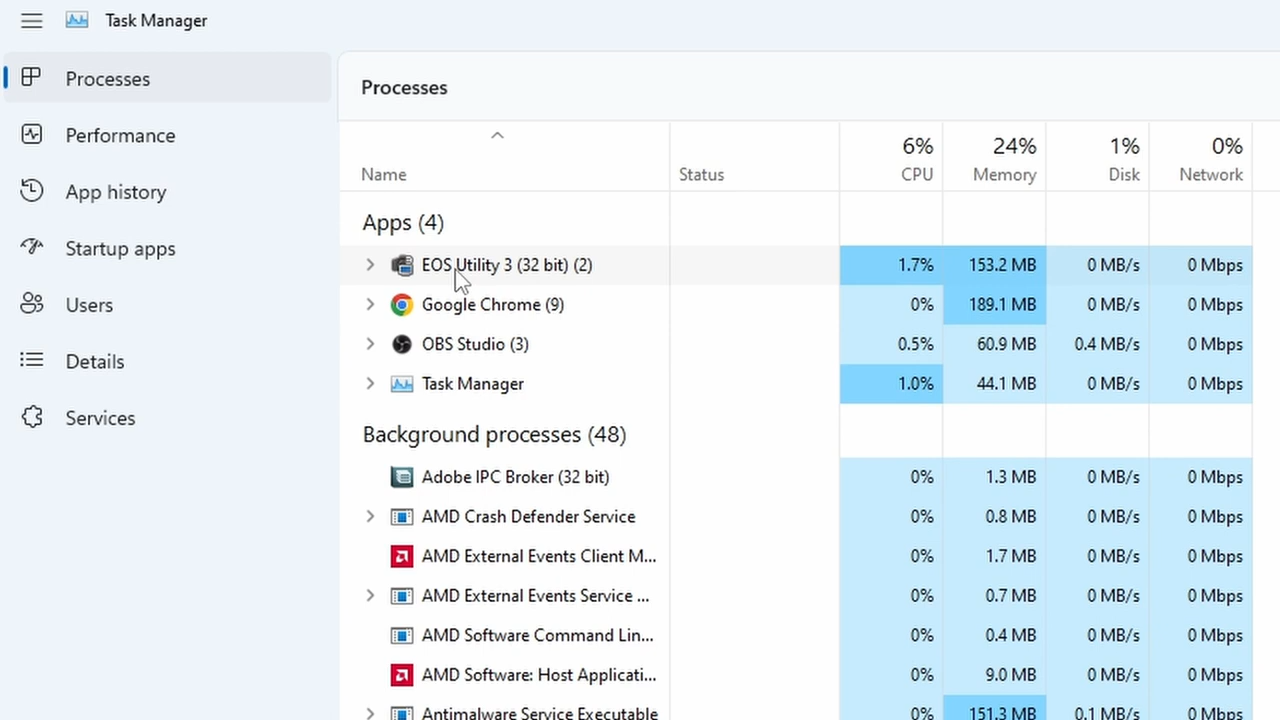 Task Manager
Processes
Performance
App history
Startup apps
Users
Details
Services
Processes
6% 24% 1% 0%
Name Status CPU Memory Disk Network
Apps (4)
EOS Utility 3 (32 bit) (2) 1.7% 153.2 MB 0 MB/s 0 Mbps
Google Chrome (9) 0% 189.1 MB 0 MB/s 0 Mbps
OBS Studio (3) 0.5% 60.9 MB 0.4 MB/s 0 Mbps
Task Manager 1.0% 44.1 MB 0 MB/s 0 Mbps
Background processes (48)
Adobe IPC Broker (32 bit) 0% 1.3 MB 0 MB/s 0 Mbps
AMD Crash Defender Service 0% 0.8 MB 0 MB/s 0 Mbps
AMD External Events Client M... 0% 1.7 MB 0 MB/s 0 Mbps
AMD External Events Service ... 0% 0.7 MB 0 MB/s 0 Mbps
AMD Software Command Lin... 0% 0.4 MB 0 MB/s 0 Mbps
AMD Software: Host Applicati... 0% 9.0 MB 0 MB/s 0 Mbps
Antimalware Service Executable 0% 151.3 MB 0.1 MB/s 0 Mbps